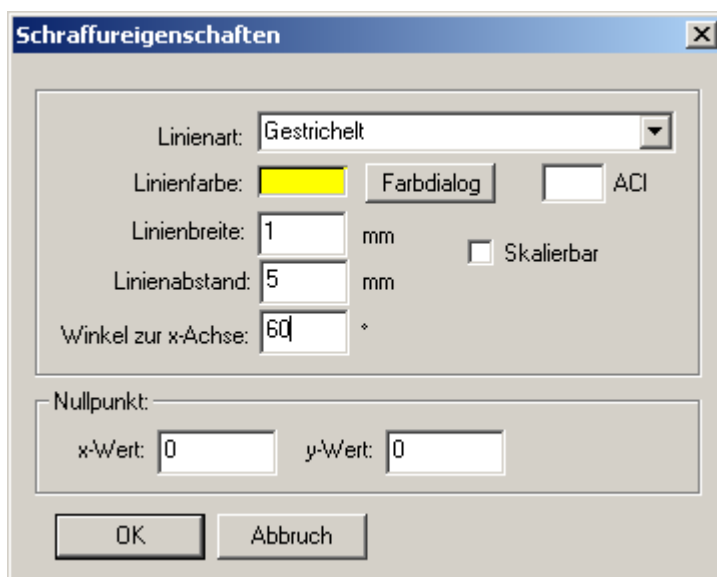 Schraffureigenschaften
Linienart: Gestrichelt
Linienfarbe: Farbdialog ACI
Linienbreite: 1 mm
Skalierbar
Linienabstand: 5 mm
Winkel zur x-Achse: 60 °
Nullpunkt:
x-Wert: 0 y-Wert: 0
OK Abbruch